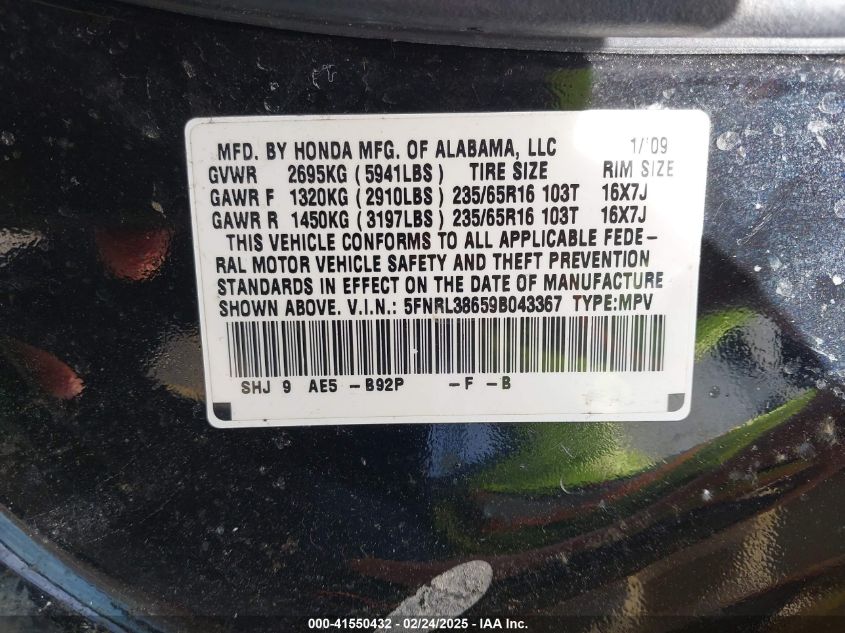 MFD. BY HONDA MFG. OF ALABAMA, LLC 1/'09
GVWR 2695KG (5941LBS) TIRE SIZE RIM SIZE
GAWR F 1320KG (2910LBS) 235/65R16 103T 16X7J
GAWR R 1450KG (3197LBS) 235/65R16 103T 16X7J
THIS VEHICLE CONFORMS TO ALL APPLICABLE FEDE-
RAL MOTOR VEHICLE SAFETY AND THEFT PREVENTION
STANDARDS IN EFFECT ON THE DATE OF MANUFACTURE
SHOWN ABOVE. V.I.N.: 5FNRL38659B043367 TYPE:MPV
SHJ 9 AE5 -B92P -F -B
000-41550432 - 02/24/2025 - IAAI.COM